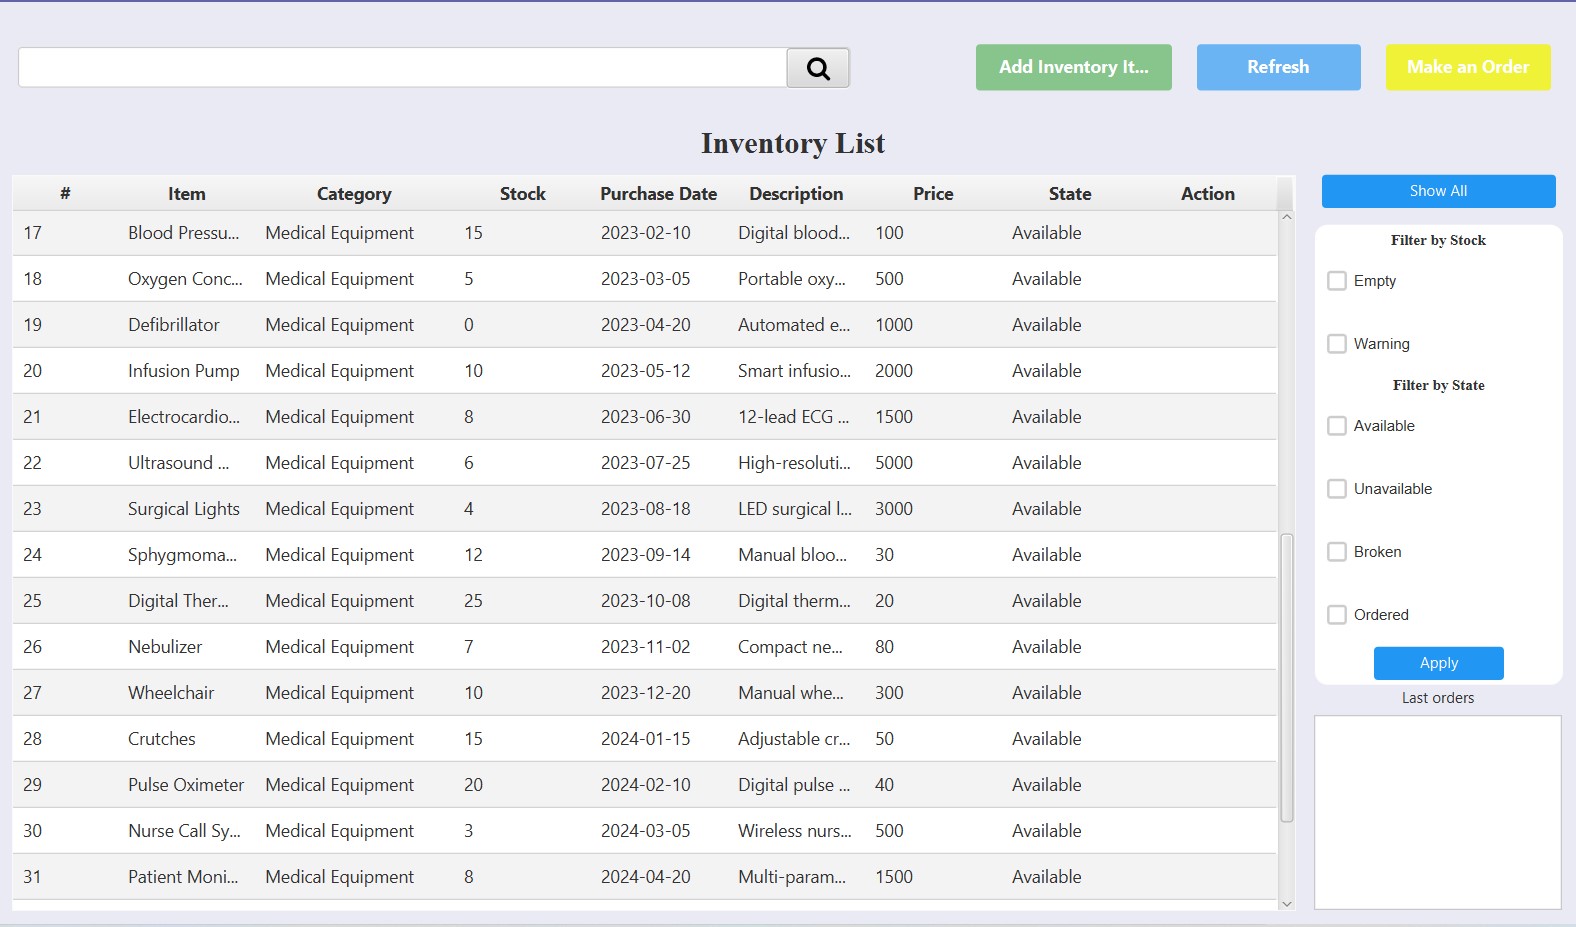 Add Inventory It... Refresh Make an Order
Inventory List
# Item Category Stock Purchase Date Description Price State Action
17 Blood Pressu... Medical Equipment 15 2023-02-10 Digital blood... 100 Available
18 Oxygen Conc... Medical Equipment 5 2023-03-05 Portable oxy... 500 Available
19 Defibrillator Medical Equipment 0 2023-04-20 Automated e... 1000 Available
20 Infusion Pump Medical Equipment 10 2023-05-12 Smart infusio... 2000 Available
21 Electrocardio... Medical Equipment 8 2023-06-30 12-lead ECG ... 1500 Available
22 Ultrasound ... Medical Equipment 6 2023-07-25 High-resoluti... 5000 Available
23 Surgical Lights Medical Equipment 4 2023-08-18 LED surgical l... 3000 Available
24 Sphygmoma... Medical Equipment 12 2023-09-14 Manual bloo... 30 Available
25 Digital Ther... Medical Equipment 25 2023-10-08 Digital therm... 20 Available
26 Nebulizer Medical Equipment 7 2023-11-02 Compact ne... 80 Available
27 Wheelchair Medical Equipment 10 2023-12-20 Manual whe... 300 Available
28 Crutches Medical Equipment 15 2024-01-15 Adjustable cr... 50 Available
29 Pulse Oximeter Medical Equipment 20 2024-02-10 Digital pulse ... 40 Available
30 Nurse Call Sy... Medical Equipment 3 2024-03-05 Wireless nurs... 500 Available
31 Patient Moni... Medical Equipment 8 2024-04-20 Multi-param... 1500 Available
Show All
Filter by Stock
Empty
Warning
Filter by State
Available
Unavailable
Broken
Ordered
Apply
Last orders